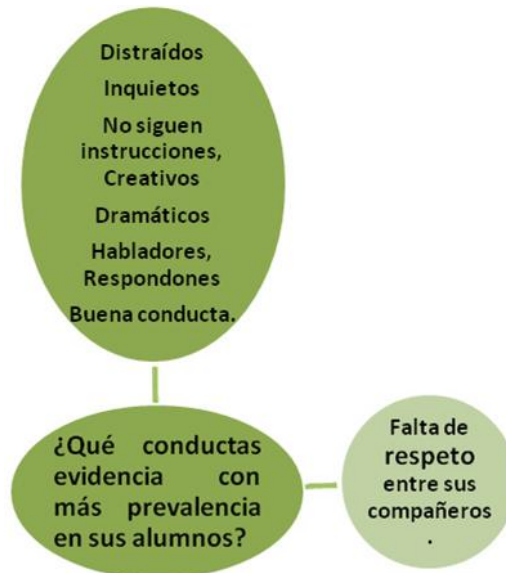 Distraídos
Inquietos
No siguen
instrucciones,
Creativos
Dramáticos
Habladores,
Respondones
Buena conducta.
¿Qué conductas
evidencia con
más prevalencia
en sus alumnos?
Falta de
respeto
entre sus
compañeros
.